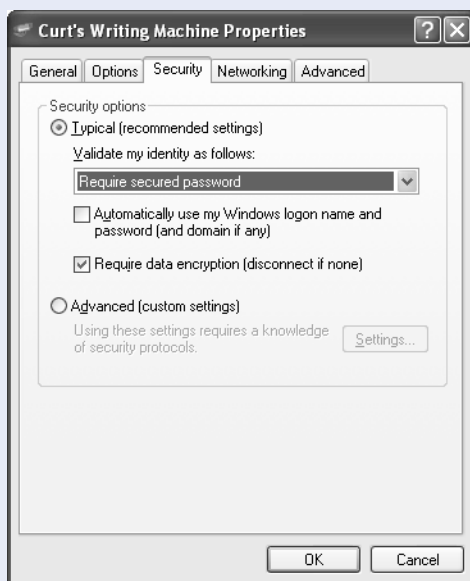 Curt's Writing Machine Properties
General Options Security Networking Advanced
Security options
Typical (recommended settings)
Validate my identity as follows:
Require secured password
Automatically use my Windows logon name and
password (and domain if any)
Require data encryption (disconnect if none)
Advanced (custom settings)
Using these settings requires a knowledge
of security protocols.
Settings...
OK Cancel